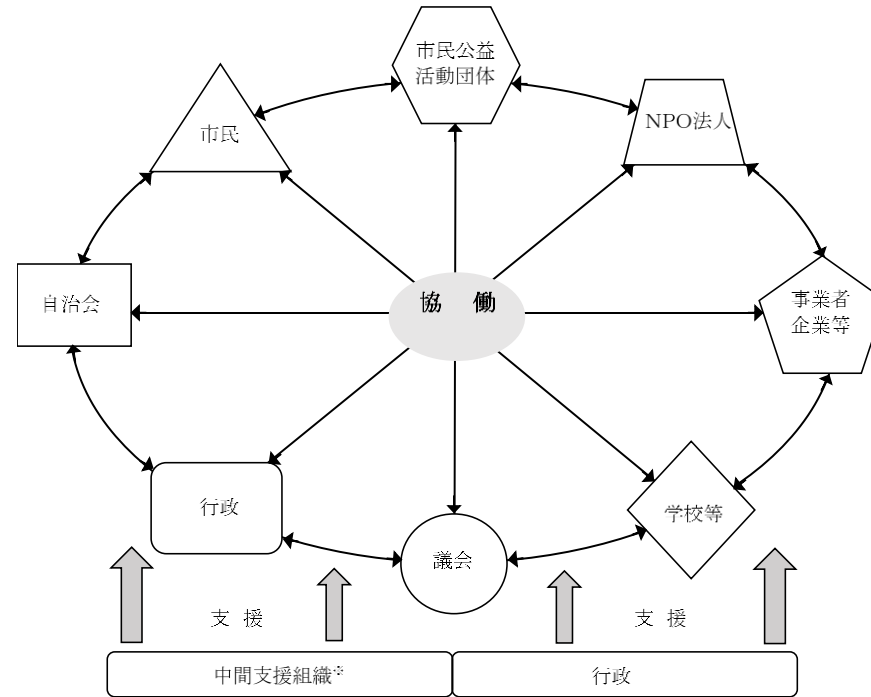 市民公益
活動団体
市民
NPO法人
協　働
自治会
事業者
企業等
行政
学校等
議会
支 援
支 援
中間支援組織※
行政